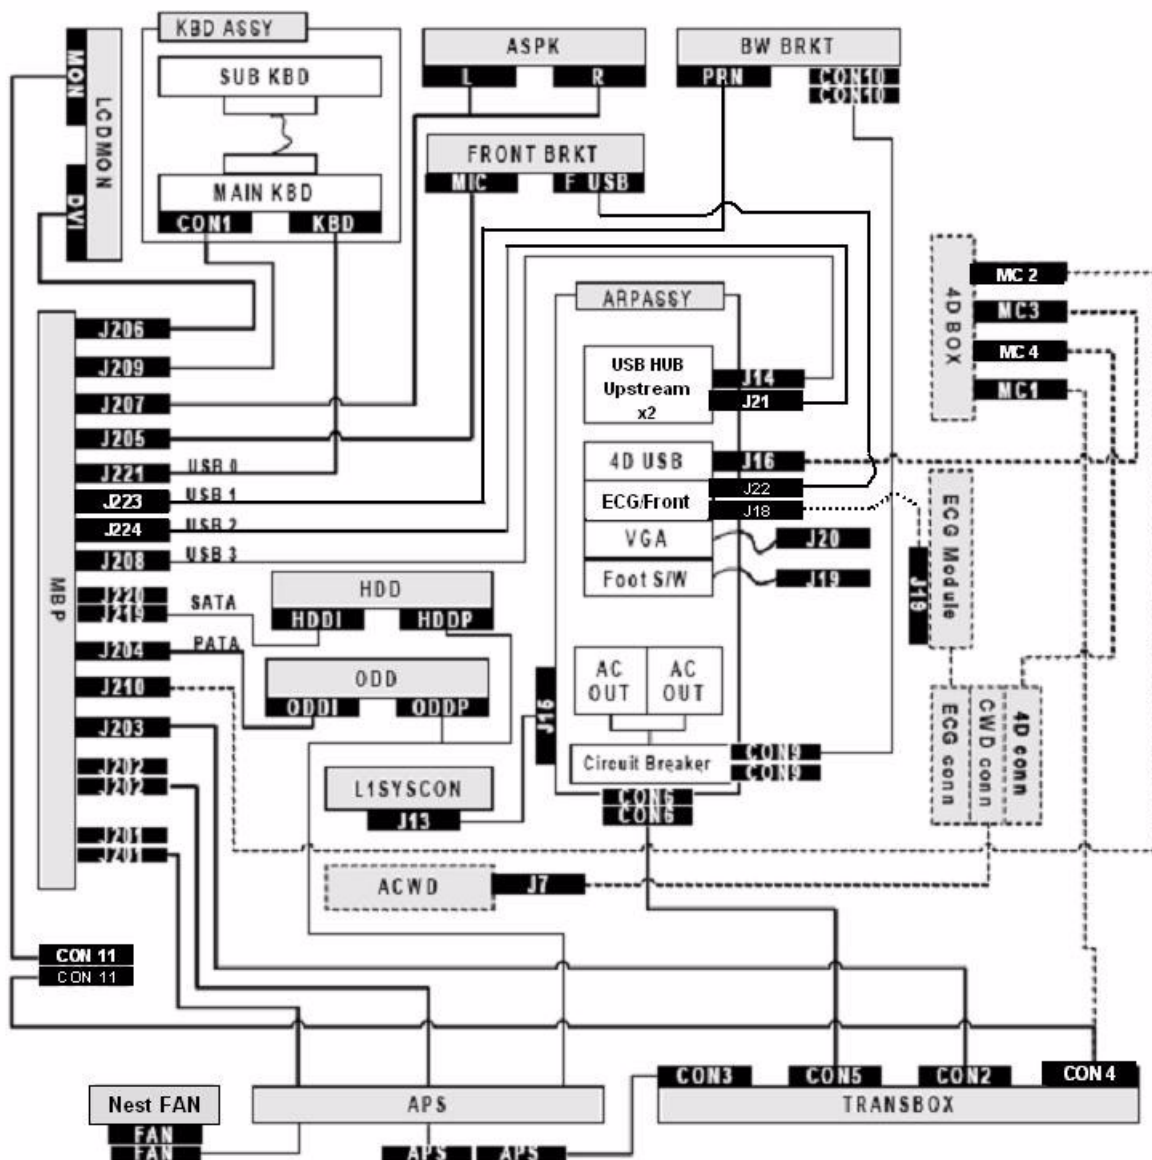 KBD ASSY
SUB KBD
MAIN KBD
CON1
KBD
MON
LCDMON
DVI
ASPK
L
R
FRONT BRKT
MIC
F USB
BW BRKT
PRN
CON10
CON10
4D BOX
MC 2
MC3
MC 4
MC1
MBP
J206
J209
J207
J205
J221
USB 0
J223
USB 1
J224
USB 2
J208
USB 3
J220
J219
SATA
J204
PATA
J210
J203
J202
J202
J201
J201
ARPASSY
USB HUB
Upstream
x2
J14
J21
4D USB
J16
ECG/Front
J22
J18
VGA
J20
Foot S/W
J19
HDD
HDDI
HDDP
ODD
ODDI
ODDP
L1SYSCON
J13
J16
AC
OUT
AC
OUT
Circuit Breaker
CON9
CON9
CON6
CON6
ECG Module
J19
ECG conn
CWD conn
4D conn
ACWD
J7
CON 11
CON 11
Nest FAN
FAN
FAN
APS
APS
APS
CON3
CON5
CON2
CON 4
TRANSBOX